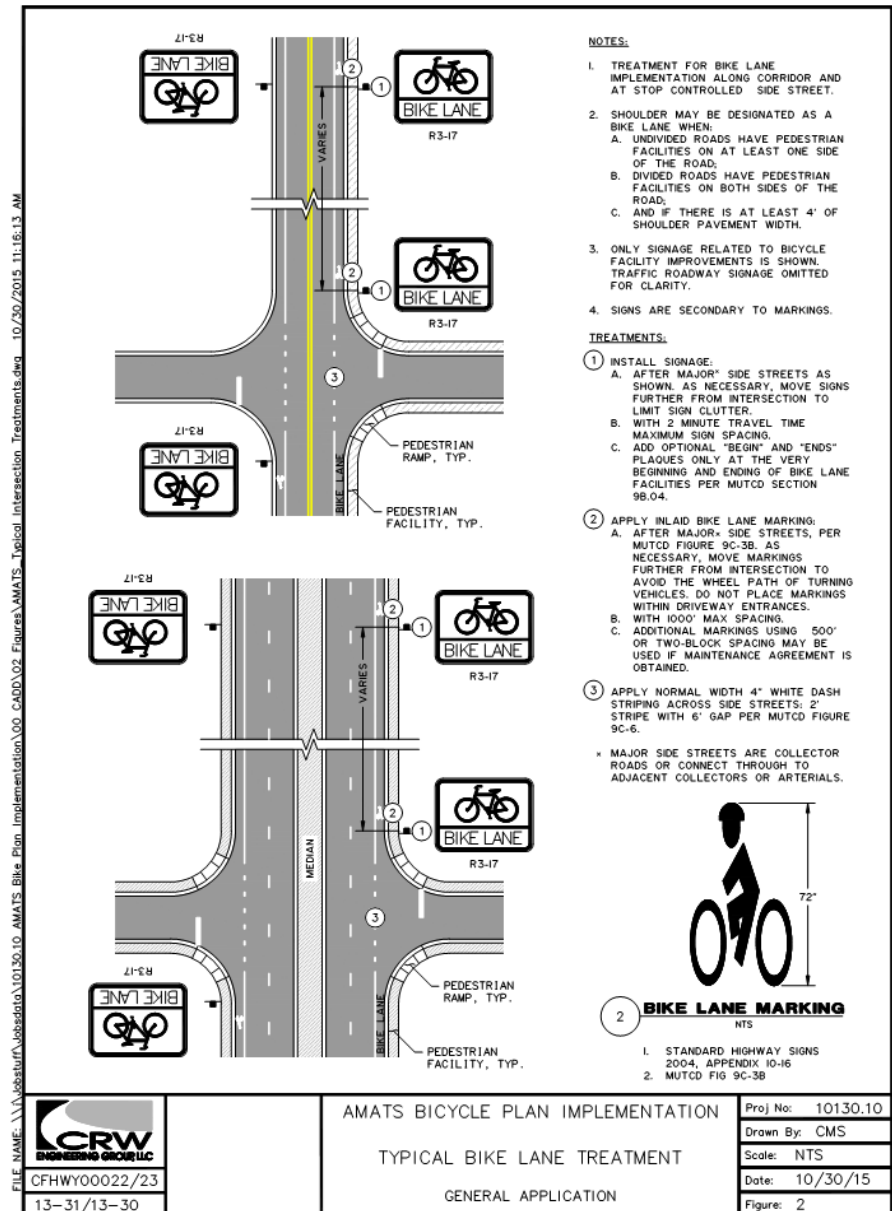 FILE NAME: \\i\Jobstuff\Jobsdata\10130.10 AMATS Bike Plan Implementation\00 CADD\02 Figures\AMATS_Typical Intersection Treatments.dwg 10/30/2015 11:16:13 AM
R3-17
BIKE LANE
2
1
BIKE LANE
R3-17
VARIES
2
1
BIKE LANE
R3-17
3
R3-17
BIKE LANE
PEDESTRIAN
RAMP, TYP.
BIKE LANE
PEDESTRIAN
FACILITY, TYP.
R3-17
BIKE LANE
2
1
BIKE LANE
R3-17
VARIES
2
1
BIKE LANE
R3-17
MEDIAN
3
R3-17
BIKE LANE
PEDESTRIAN
RAMP, TYP.
BIKE LANE
PEDESTRIAN
FACILITY, TYP.
NOTES:
1. TREATMENT FOR BIKE LANE
IMPLEMENTATION ALONG CORRIDOR AND
AT STOP CONTROLLED SIDE STREET.
2. SHOULDER MAY BE DESIGNATED AS A
BIKE LANE WHEN:
A. UNDIVIDED ROADS HAVE PEDESTRIAN
FACILITIES ON AT LEAST ONE SIDE
OF THE ROAD;
B. DIVIDED ROADS HAVE PEDESTRIAN
FACILITIES ON BOTH SIDES OF THE
ROAD;
C. AND IF THERE IS AT LEAST 4' OF
SHOULDER PAVEMENT WIDTH.
3. ONLY SIGNAGE RELATED TO BICYCLE
FACILITY IMPROVEMENTS IS SHOWN.
TRAFFIC ROADWAY SIGNAGE OMITTED
FOR CLARITY.
4. SIGNS ARE SECONDARY TO MARKINGS.
TREATMENTS:
1 INSTALL SIGNAGE:
A. AFTER MAJOR* SIDE STREETS AS
SHOWN. AS NECESSARY, MOVE SIGNS
FURTHER FROM INTERSECTION TO
LIMIT SIGN CLUTTER.
B. WITH 2 MINUTE TRAVEL TIME
MAXIMUM SIGN SPACING.
C. ADD OPTIONAL "BEGIN" AND "ENDS"
PLAQUES ONLY AT THE VERY
BEGINNING AND ENDING OF BIKE LANE
FACILITIES PER MUTCD SECTION
9B.04.
2 APPLY INLAID BIKE LANE MARKING:
A. AFTER MAJOR* SIDE STREETS, PER
MUTCD FIGURE 9C-3B. AS
NECESSARY, MOVE MARKINGS
FURTHER FROM INTERSECTION TO
AVOID THE WHEEL PATH OF TURNING
VEHICLES. DO NOT PLACE MARKINGS
WITHIN DRIVEWAY ENTRANCES.
B. WITH 1000' MAX SPACING.
C. ADDITIONAL MARKINGS USING 500'
OR TWO-BLOCK SPACING MAY BE
USED IF MAINTENANCE AGREEMENT IS
OBTAINED.
3 APPLY NORMAL WIDTH 4" WHITE DASH
STRIPING ACROSS SIDE STREETS: 2'
STRIPE WITH 6' GAP PER MUTCD FIGURE
9C-6.
* MAJOR SIDE STREETS ARE COLLECTOR
ROADS OR CONNECT THROUGH TO
ADJACENT COLLECTORS OR ARTERIALS.
72"
2 BIKE LANE MARKING
NTS
1. STANDARD HIGHWAY SIGNS
2004, APPENDIX 10-16
2. MUTCD FIG 9C-3B
CRW
ENGINEERING GROUP, LLC
CFHWY00022/23
13-31/13-30
AMATS BICYCLE PLAN IMPLEMENTATION
TYPICAL BIKE LANE TREATMENT
GENERAL APPLICATION
Proj No: 10130.10
Drawn By: CMS
Scale: NTS
Date: 10/30/15
Figure: 2